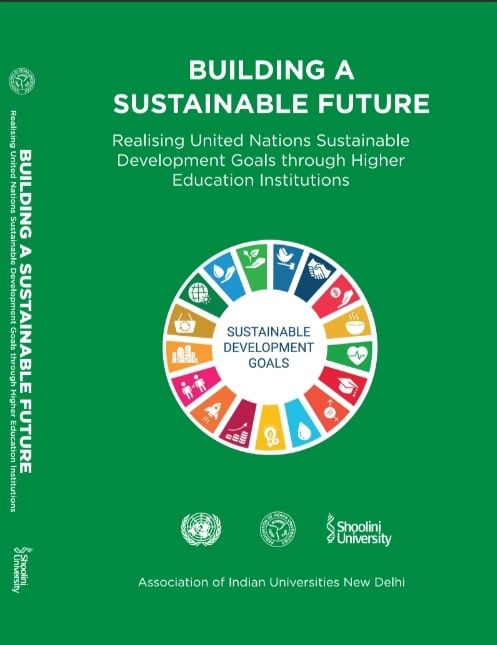 BUILDING A
SUSTAINABLE FUTURE
Realising United Nations Sustainable
Development Goals through Higher
Education Institutions
SUSTAINABLE
DEVELOPMENT
GOALS
Shoolini
University
Association of Indian Universities New Delhi
BUILDING A SUSTAINABLE FUTURE
Realising United Nations Sustainable Development Goals through Higher Education Institutions
Shoolini
University